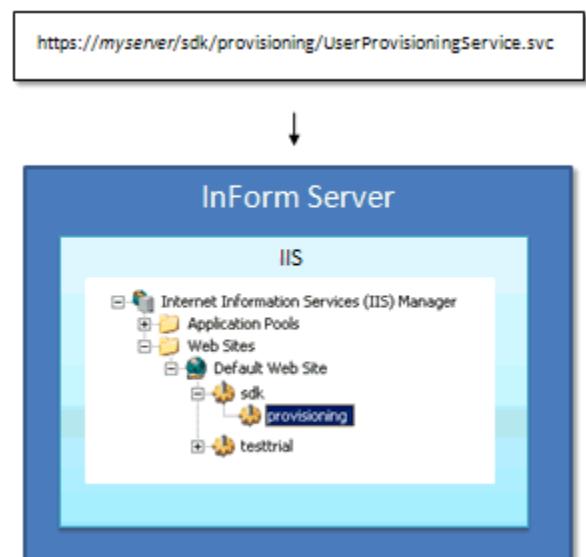 https://myserver/sdk/provisioning/UserProvisioningService.svc
InForm Server
IIS
Internet Information Services (IIS) Manager
Application Pools
Web Sites
Default Web Site
sdk
provisioning
testtrial